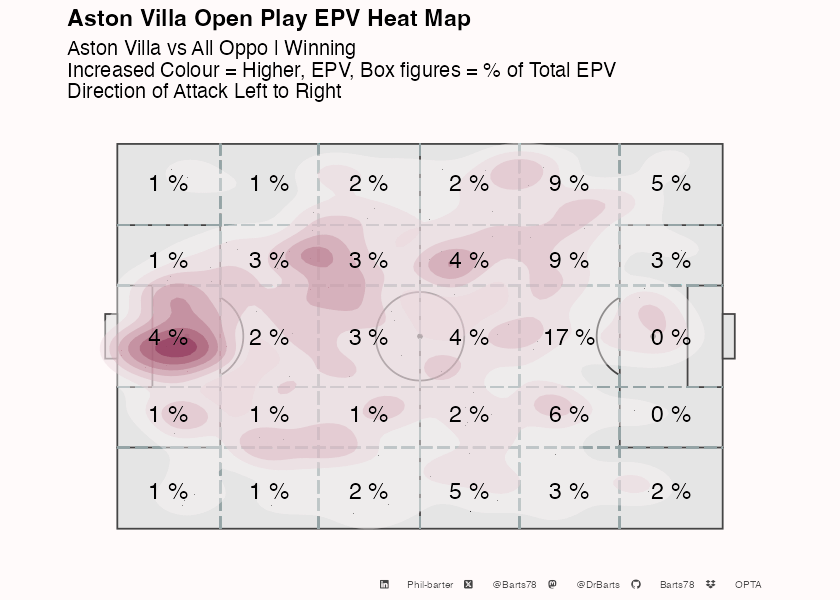 Aston Villa Open Play EPV Heat Map
Aston Villa vs All Oppo | Winning
Increased Colour = Higher, EPV, Box figures = % of Total EPV
Direction of Attack Left to Right
1 % 1 % 2 % 2 % 9 % 5 %
1 % 3 % 3 % 4 % 9 % 3 %
4 % 2 % 3 % 4 % 17 % 0 %
1 % 1 % 1 % 2 % 6 % 0 %
1 % 1 % 2 % 5 % 3 % 2 %
Phil-barter @Barts78 @DrBarts Barts78 OPTA